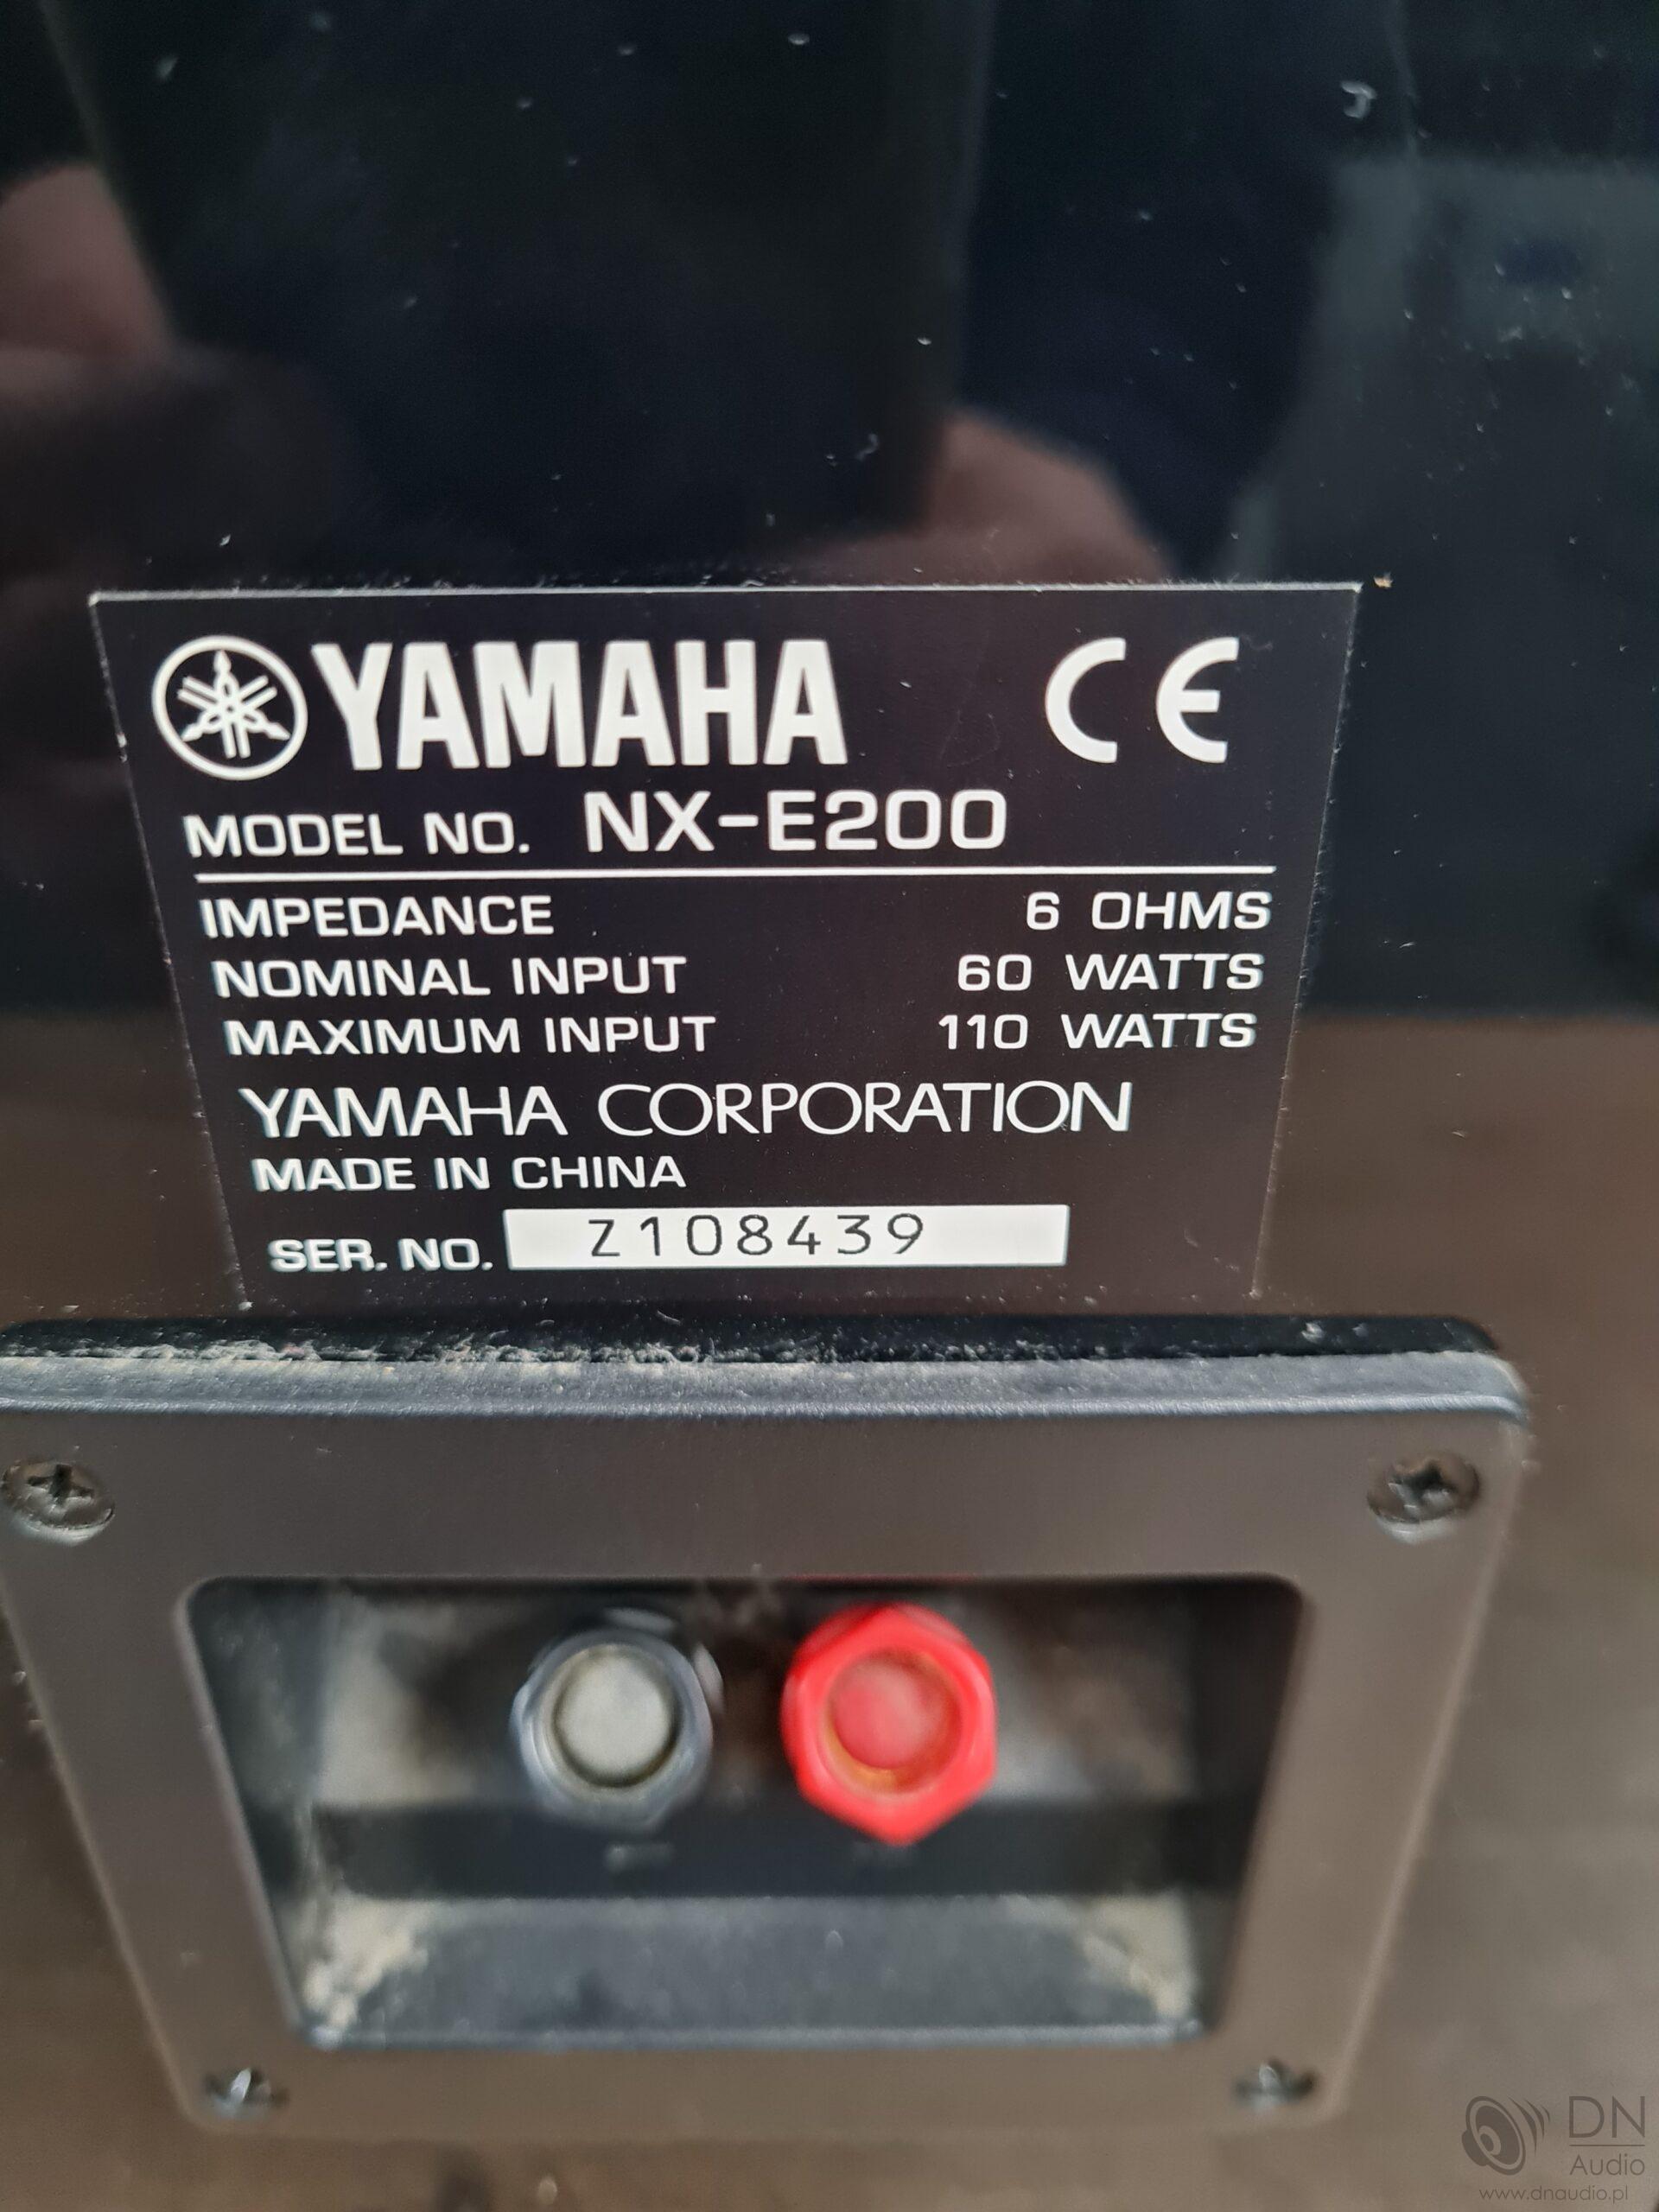 YAMAHA CE
MODEL NO. NX-E200
IMPEDANCE 6 OHMS
NOMINAL INPUT 60 WATTS
MAXIMUM INPUT 110 WATTS
YAMAHA CORPORATION
MADE IN CHINA
SER. NO. Z108439
DN
Audio
www.dnaudio.pl